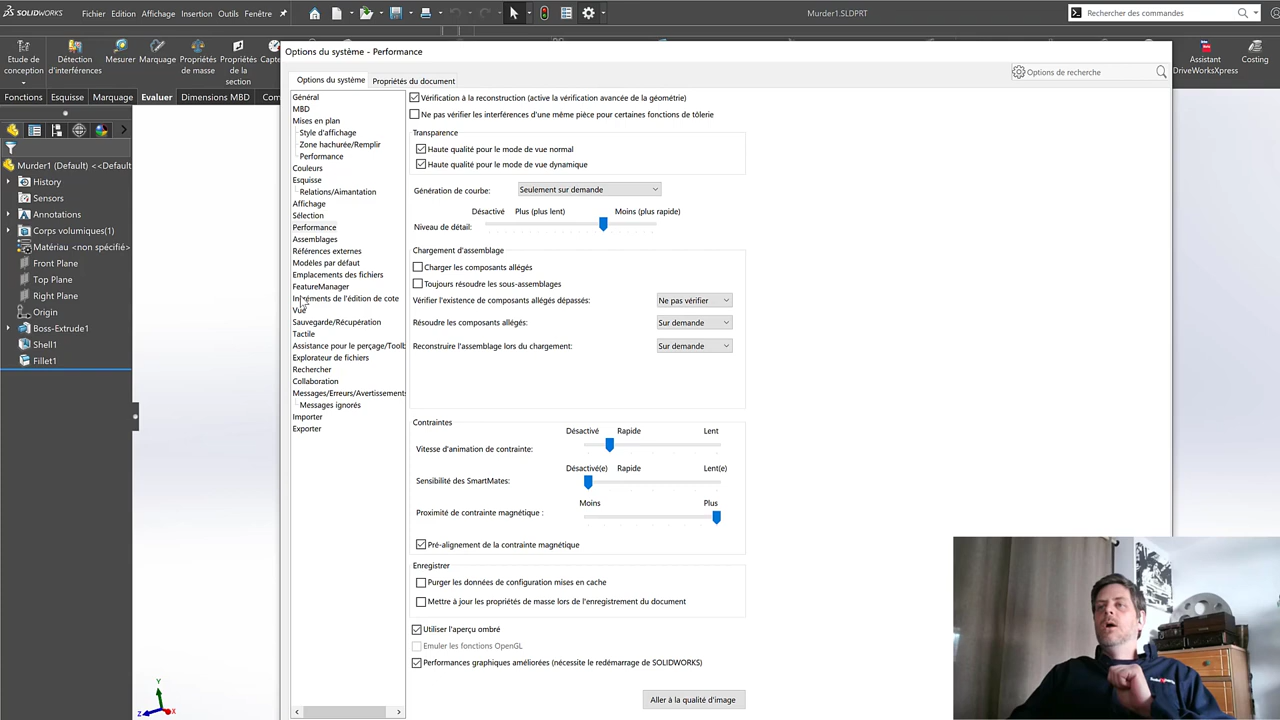 SOLIDWORKS
Fichier
Edition
Affichage
Insertion
Outils
Fenêtre
Murder1.SLDPRT
Rechercher des commandes
Options du système - Performance
Etude de
conception
Détection
d'interférences
Mesurer
Marquage
Propriétés
de masse
Propriétés
de la
section
Capte
Assistant
DriveWorksXpress
Costing
Fonctions
Esquisse
Marquage
Evaluer
Dimensions MBD
Murder1 (Default) <<Default
History
Sensors
Annotations
Corps volumiques(1)
Matériau <non spécifié>
Front Plane
Top Plane
Right Plane
Origin
Boss-Extrude1
Shell1
Fillet1
Options du système
Propriétés du document
Options de recherche
Général
MBD
Mises en plan
Style d'affichage
Zone hachurée/Remplir
Performance
Couleurs
Esquisse
Relations/Aimantation
Affichage
Sélection
Performance
Assemblages
Références externes
Modèles par défaut
Emplacements des fichiers
FeatureManager
Incréments de l'édition de cote
Vue
Sauvegarde/Récupération
Tactile
Assistance pour le perçage/Toolb
Explorateur de fichiers
Rechercher
Collaboration
Messages/Erreurs/Avertissements
Messages ignorés
Importer
Exporter
Vérification à la reconstruction (active la vérification avancée de la géométrie)
Ne pas vérifier les interférences d'une même pièce pour certaines fonctions de tôlerie
Transparence
Haute qualité pour le mode de vue normal
Haute qualité pour le mode de vue dynamique
Génération de courbe: Seulement sur demande
Désactivé Plus (plus lent) Moins (plus rapide)
Niveau de détail:
Chargement d'assemblage
Charger les composants allégés
Toujours résoudre les sous-assemblages
Vérifier l'existence de composants allégés dépassés: Ne pas vérifier
Résoudre les composants allégés: Sur demande
Reconstruire l'assemblage lors du chargement: Sur demande
Contraintes
Désactivé Rapide Lent
Vitesse d'animation de contrainte:
Désactivé(e) Rapide Lent(e)
Sensibilité des SmartMates:
Moins Plus
Proximité de contrainte magnétique :
Pré-alignement de la contrainte magnétique
Enregistrer
Purger les données de configuration mises en cache
Mettre à jour les propriétés de masse lors de l'enregistrement du document
Utiliser l'aperçu ombré
Emuler les fonctions OpenGL
Performances graphiques améliorées (nécessite le redémarrage de SOLIDWORKS)
Aller à la qualité d'image
Y
Z
X